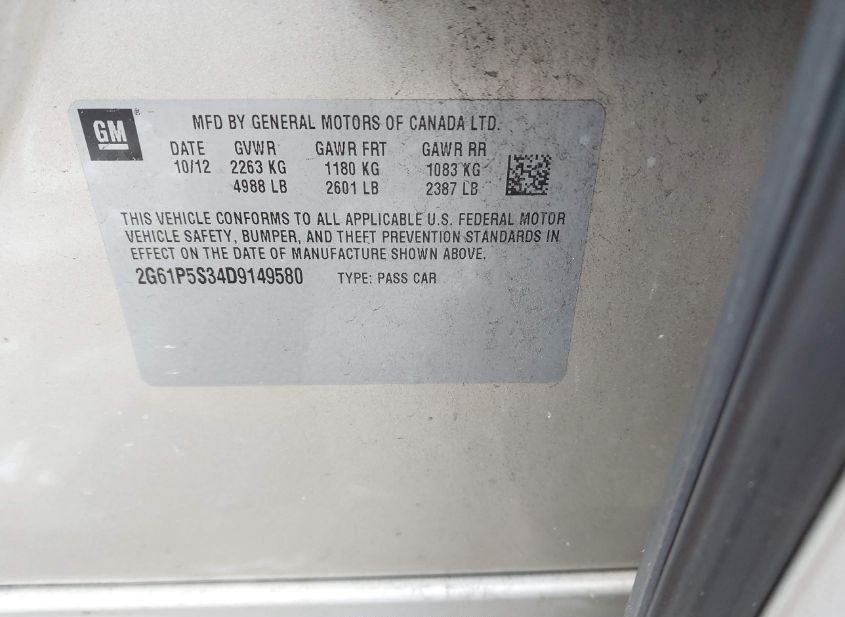 GM® MFD BY GENERAL MOTORS OF CANADA LTD.
DATE GVWR GAWR FRT GAWR RR
10/12 2263 KG 1180 KG 1083 KG
4988 LB 2601 LB 2387 LB
THIS VEHICLE CONFORMS TO ALL APPLICABLE U.S. FEDERAL MOTOR
VEHICLE SAFETY, BUMPER, AND THEFT PREVENTION STANDARDS IN
EFFECT ON THE DATE OF MANUFACTURE SHOWN ABOVE.
2G61P5S34D9149580 TYPE: PASS CAR